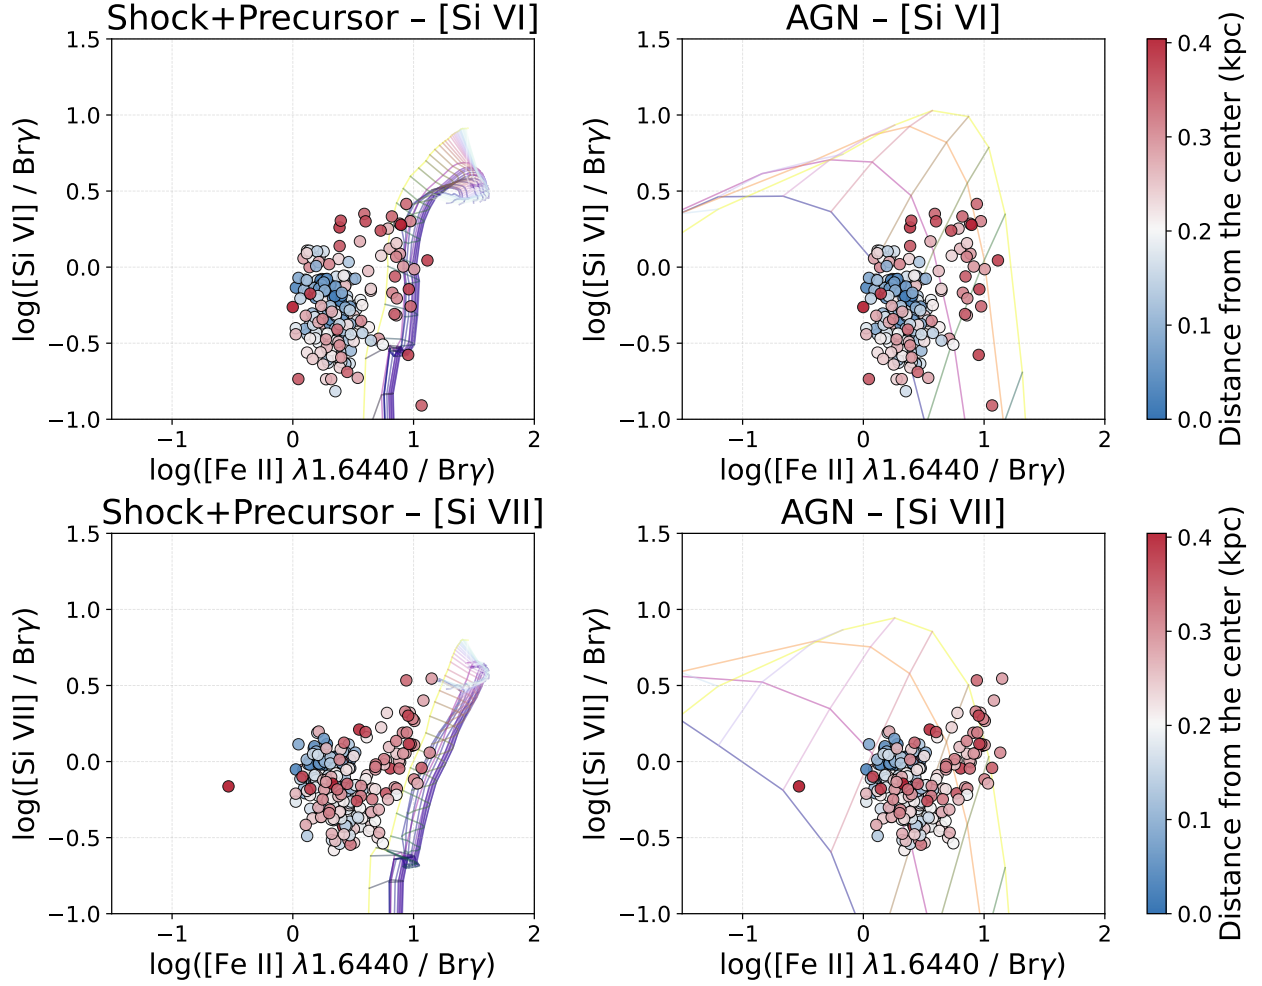 Shock+Precursor – [Si VI]
AGN – [Si VI]
1.5
1.0
0.5
0.0
−0.5
−1.0
log([Si VI] / Brγ)
−1 0 1 2
log([Fe II] λ1.6440 / Brγ)
1.5
1.0
0.5
0.0
−0.5
−1.0
log([Si VI] / Brγ)
−1 0 1 2
log([Fe II] λ1.6440 / Brγ)
0.4
0.3
0.2
0.1
0.0
Distance from the center (kpc)
Shock+Precursor – [Si VII]
AGN – [Si VII]
1.5
1.0
0.5
0.0
−0.5
−1.0
log([Si VII] / Brγ)
−1 0 1 2
log([Fe II] λ1.6440 / Brγ)
1.5
1.0
0.5
0.0
−0.5
−1.0
log([Si VII] / Brγ)
−1 0 1 2
log([Fe II] λ1.6440 / Brγ)
0.4
0.3
0.2
0.1
0.0
Distance from the center (kpc)